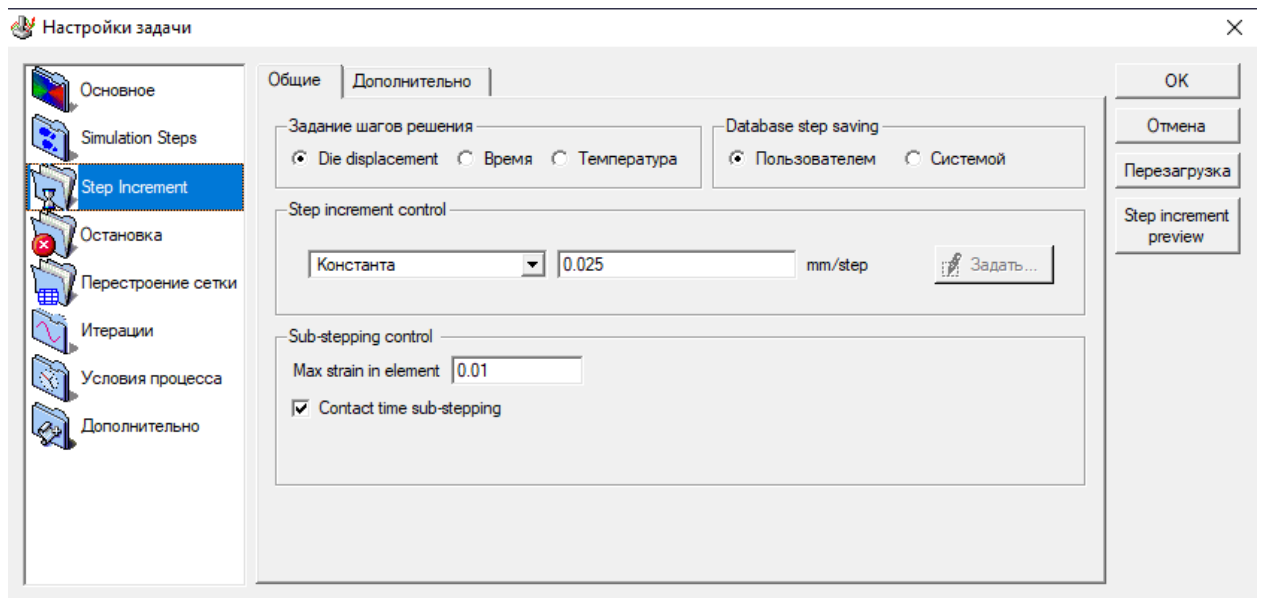 Настройки задачи
Основное
Simulation Steps
Step Increment
Остановка
Перестроение сетки
Итерации
Условия процесса
Дополнительно
Общие
Дополнительно
Задание шагов решения
Die displacement
Время
Температура
Database step saving
Пользователем
Системой
Step increment control
Константа
0.025
mm/step
Задать...
Sub-stepping control
Max strain in element
0.01
Contact time sub-stepping
OK
Отмена
Перезагрузка
Step increment
preview